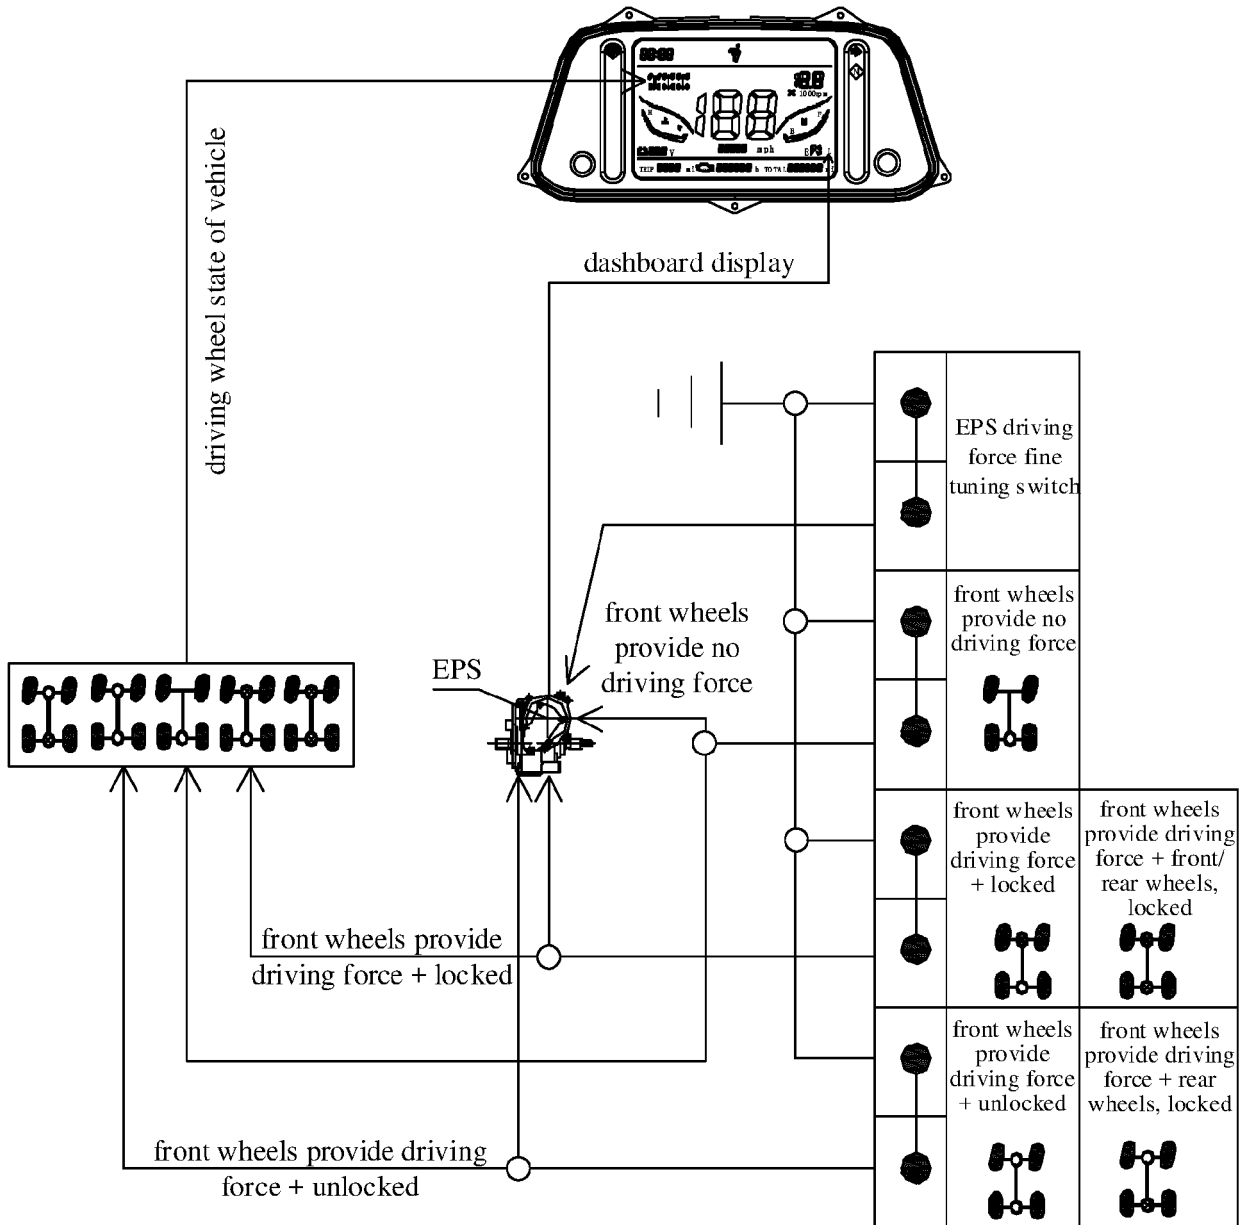 1000rpm
mph
V
TRIP
h
TOTAL
driving wheel state of vehicle
dashboard display
EPS driving
force fine
tuning switch
front wheels
provide no
driving force
EPS
front wheels
provide no
driving force
front wheels
provide
driving force
+ locked
front wheels
provide driving
force + front/
rear wheels,
locked
front wheels provide
driving force + locked
front wheels
provide
driving force
+ unlocked
front wheels
provide driving
force + rear
wheels, locked
front wheels provide driving
force + unlocked